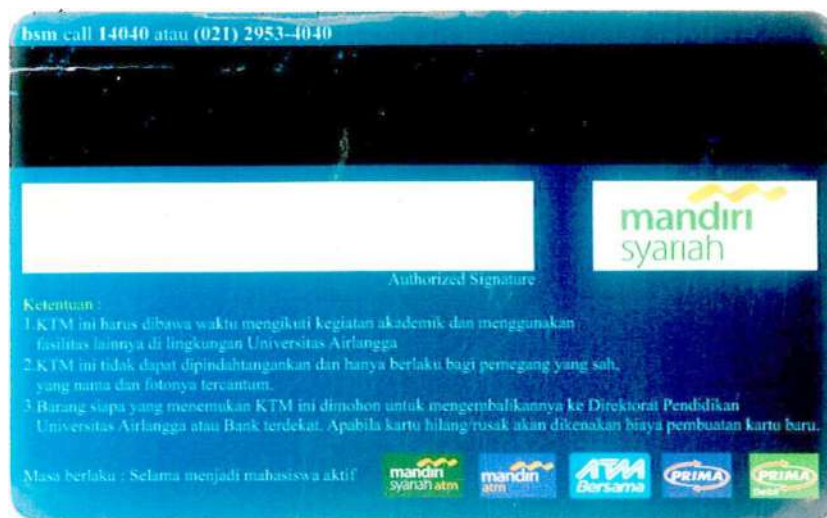 bsm call 14040 atau (021) 2953-4040
mandiri
syariah
Authorized Signature
Ketentuan :
1.KTM ini harus dibawa waktu mengikuti kegiatan akademik dan menggunakan
fasilitas lainnya di lingkungan Universitas Airlangga
2.KTM ini tidak dapat dipindahtangankan dan hanya berlaku bagi pemegang yang sah,
yang nama dan fotonya tercantum.
3.Barang siapa yang menemukan KTM ini dimohon untuk mengembalikannya ke Direktorat Pendidikan
Universitas Airlangga atau Bank terdekat. Apabila kartu hilang/rusak akan dikenakan biaya pembuatan kartu baru.
Masa berlaku : Selama menjadi mahasiswa aktif
mandiri
syariah atm
mandiri
atm
ATM
Bersama
PRIMA
PRIMA
Debit